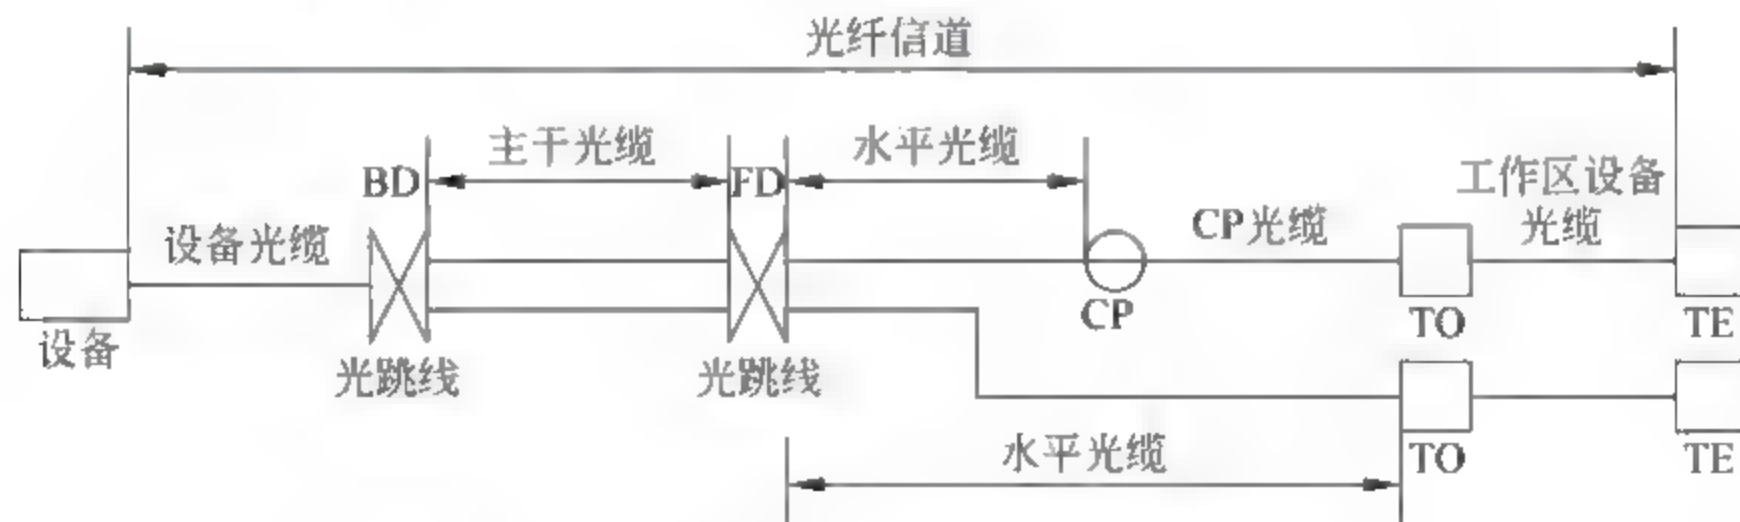 光纤信道
主干光缆
水平光缆
BD
FD
工作区设备
光缆
设备光缆
CP光缆
设备
CP
TO
TE
光跳线
光跳线
水平光缆
TO
TE